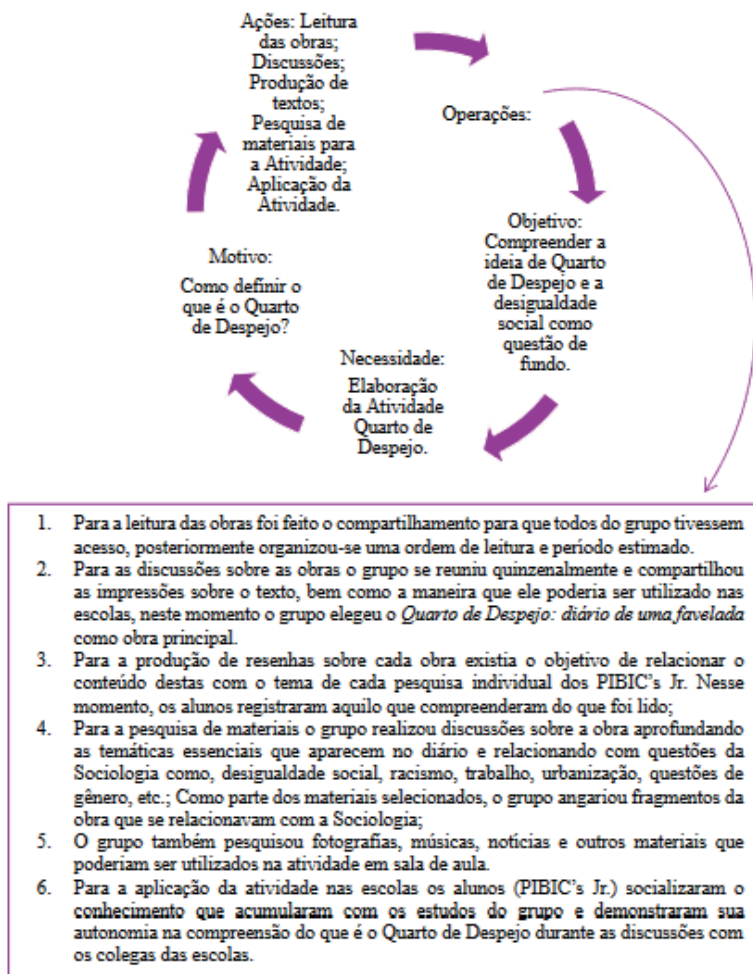 Ações: Leitura
das obras;
Discussões;
Produção de
textos;
Pesquisa de
materiais para
a Atividade;
Aplicação da
Atividade.
Operações:
Objetivo:
Compreender a
ideia de Quarto
de Despejo e a
desigualdade
social como
questão de
fundo.
Necessidade:
Elaboração
da Atividade
Quarto de
Despejo.
Motivo:
Como definir o
que é o Quarto
de Despejo?
1. Para a leitura das obras foi feito o compartilhamento para que todos do grupo tivessem
acesso, posteriormente organizou-se uma ordem de leitura e período estimado.
2. Para as discussões sobre as obras o grupo se reuniu quinzenalmente e compartilhou
as impressões sobre o texto, bem como a maneira que ele poderia ser utilizado nas
escolas, neste momento o grupo elegeu o Quarto de Despejo: diário de uma favelada
como obra principal.
3. Para a produção de resenhas sobre cada obra existia o objetivo de relacionar o
conteúdo destas com o tema de cada pesquisa individual dos PIBIC's Jr. Nesse
momento, os alunos registraram aquilo que compreenderam do que foi lido;
4. Para a pesquisa de materiais o grupo realizou discussões sobre a obra aprofundando
as temáticas essenciais que aparecem no diário e relacionando com questões da
Sociologia como, desigualdade social, racismo, trabalho, urbanização, questões de
gênero, etc.; Como parte dos materiais selecionados, o grupo angariou fragmentos da
obra que se relacionavam com a Sociologia;
5. O grupo também pesquisou fotografias, músicas, notícias e outros materiais que
poderiam ser utilizados na atividade em sala de aula.
6. Para a aplicação da atividade nas escolas os alunos (PIBIC's Jr.) socializaram o
conhecimento que acumularam com os estudos do grupo e demonstraram sua
autonomia na compreensão do que é o Quarto de Despejo durante as discussões com
os colegas das escolas.